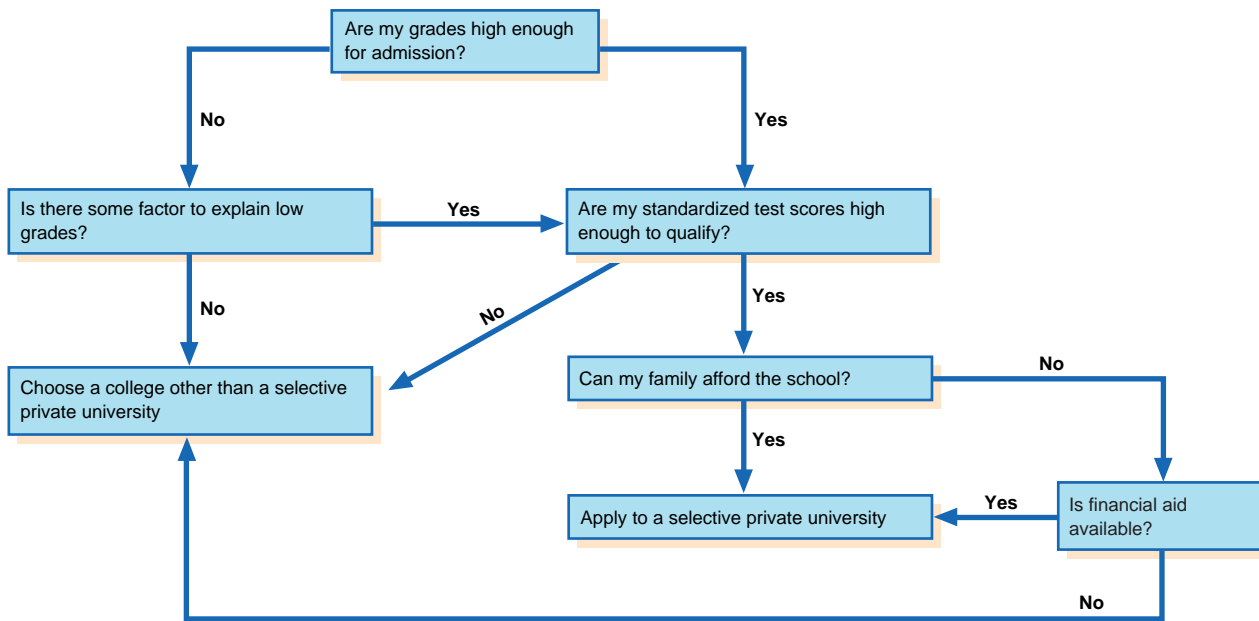 Are my grades high enough
for admission?
No
Yes
Is there some factor to explain low
grades?
Yes
Are my standardized test scores high
enough to qualify?
No
No
Yes
Choose a college other than a selective
private university
Can my family afford the school?
No
Yes
Apply to a selective private university
Yes
Is financial aid
available?
No